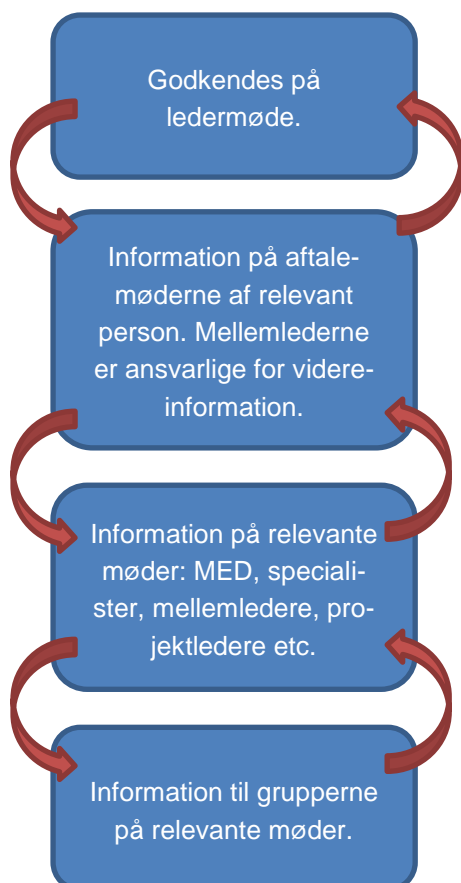 Godkendes på
ledermøde.
Information på aftale-
møderne af relevant
person. Mellemlederne
er ansvarlige for videre-
information.
Information på relevante
møder: MED, speciali-
ster, mellemledere, pro-
jektledere etc.
Information til grupperne
på relevante møder.